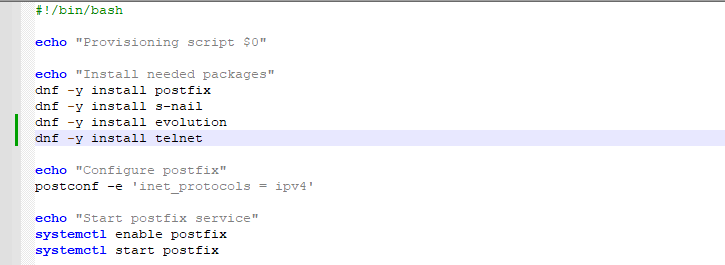 #!/bin/bash
echo "Provisioning script $0"
echo "Install needed packages"
dnf -y install postfix
dnf -y install s-nail
dnf -y install evolution
dnf -y install telnet
echo "Configure postfix"
postconf -e 'inet_protocols = ipv4'
echo "Start postfix service"
systemctl enable postfix
systemctl start postfix